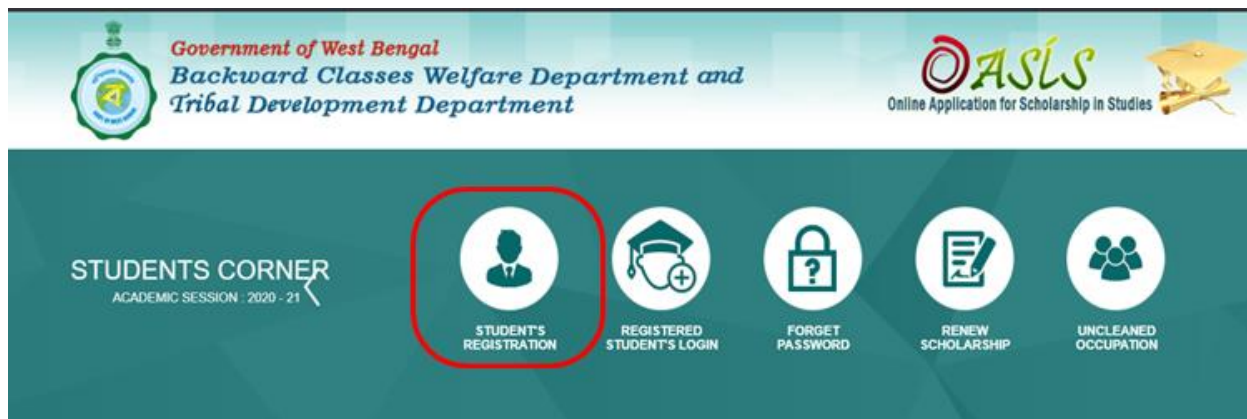 Government of West Bengal
Backward Classes Welfare Department and
Tribal Development Department
OASIS
Online Application for Scholarship in Studies
STUDENTS CORNER
ACADEMIC SESSION : 2020 - 21
STUDENT'S
REGISTRATION
REGISTERED
STUDENT'S LOGIN
FORGET
PASSWORD
RENEW
SCHOLARSHIP
UNCLEANED
OCCUPATION